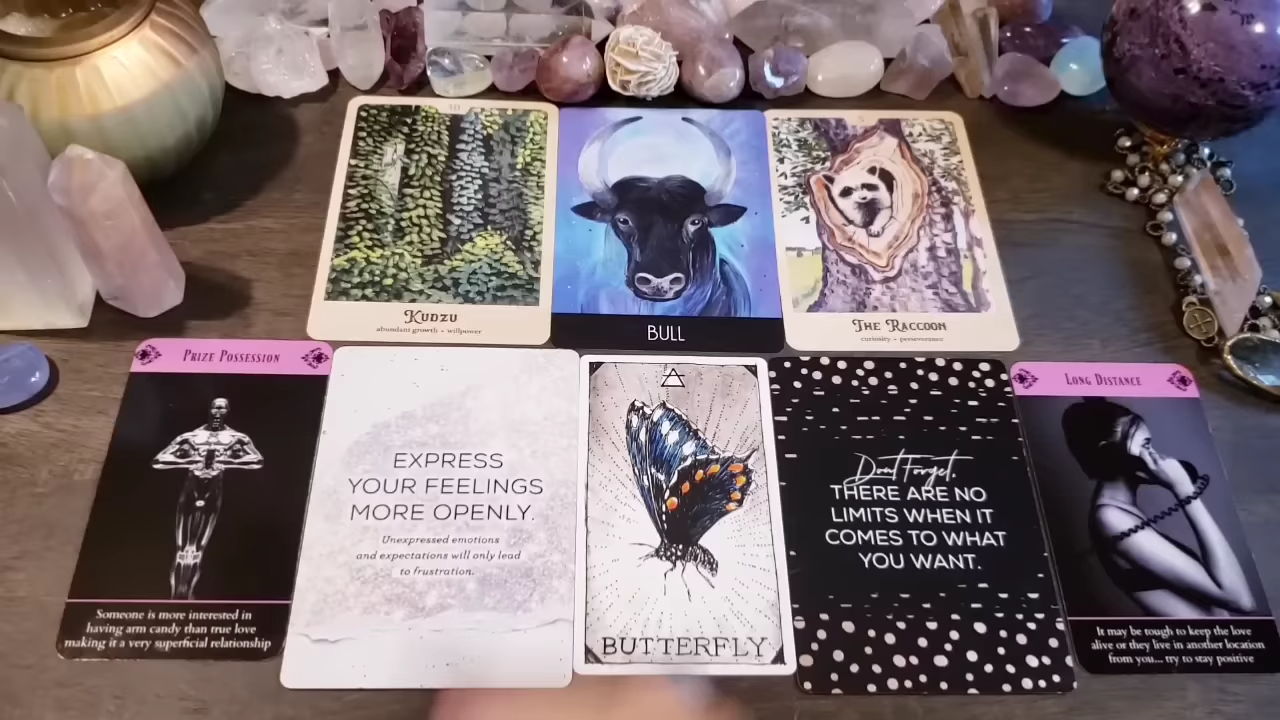 KUDZU
abundant growth - willpower
BULL
THE RACCOON
curiosity - perseverance
PRIZE POSSESSION
Someone is more interested in
having arm candy than true love
making it a very superficial relationship
EXPRESS
YOUR FEELINGS
MORE OPENLY.
Unexpressed emotions
and expectations will only lead
to frustration.
BUTTERFLY
Don't Forget,
THERE ARE NO
LIMITS WHEN IT
COMES TO WHAT
YOU WANT.
LONG DISTANCE
It may be tough to keep the love
alive or they live in another location
from you... try to stay positive